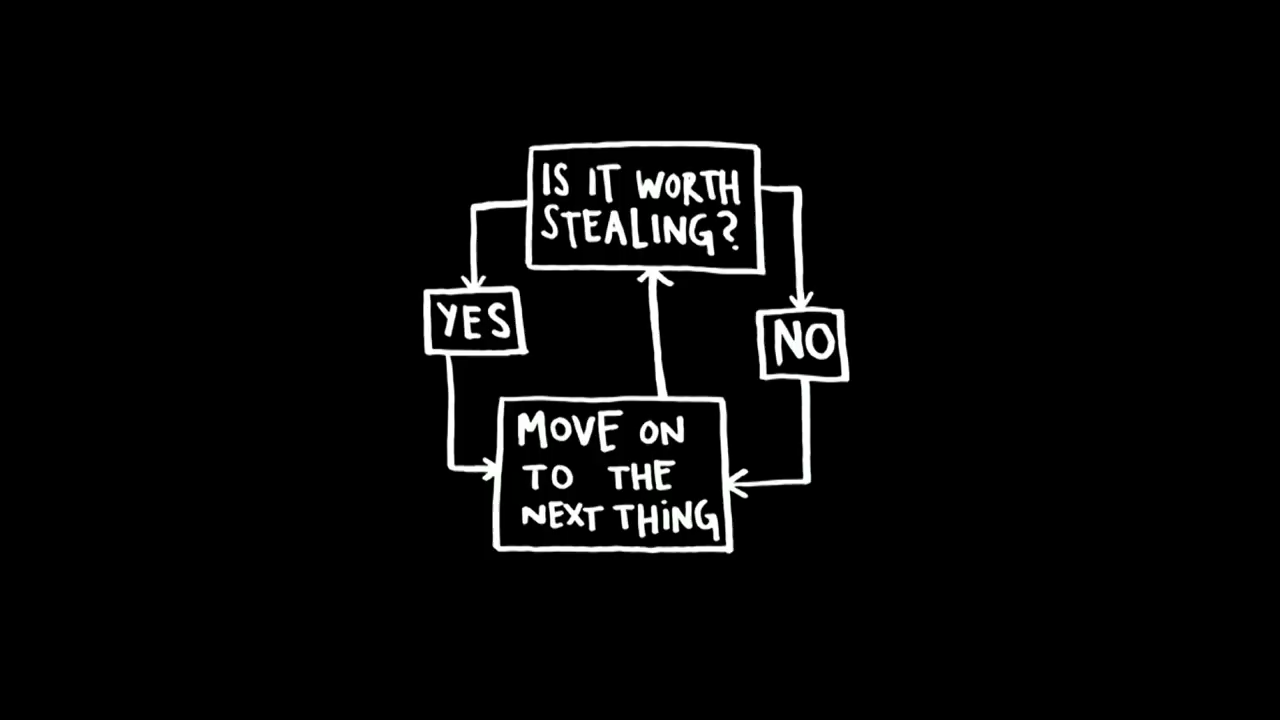 IS IT WORTH
STEALING?
YES
NO
MOVE ON
TO THE
NEXT THING